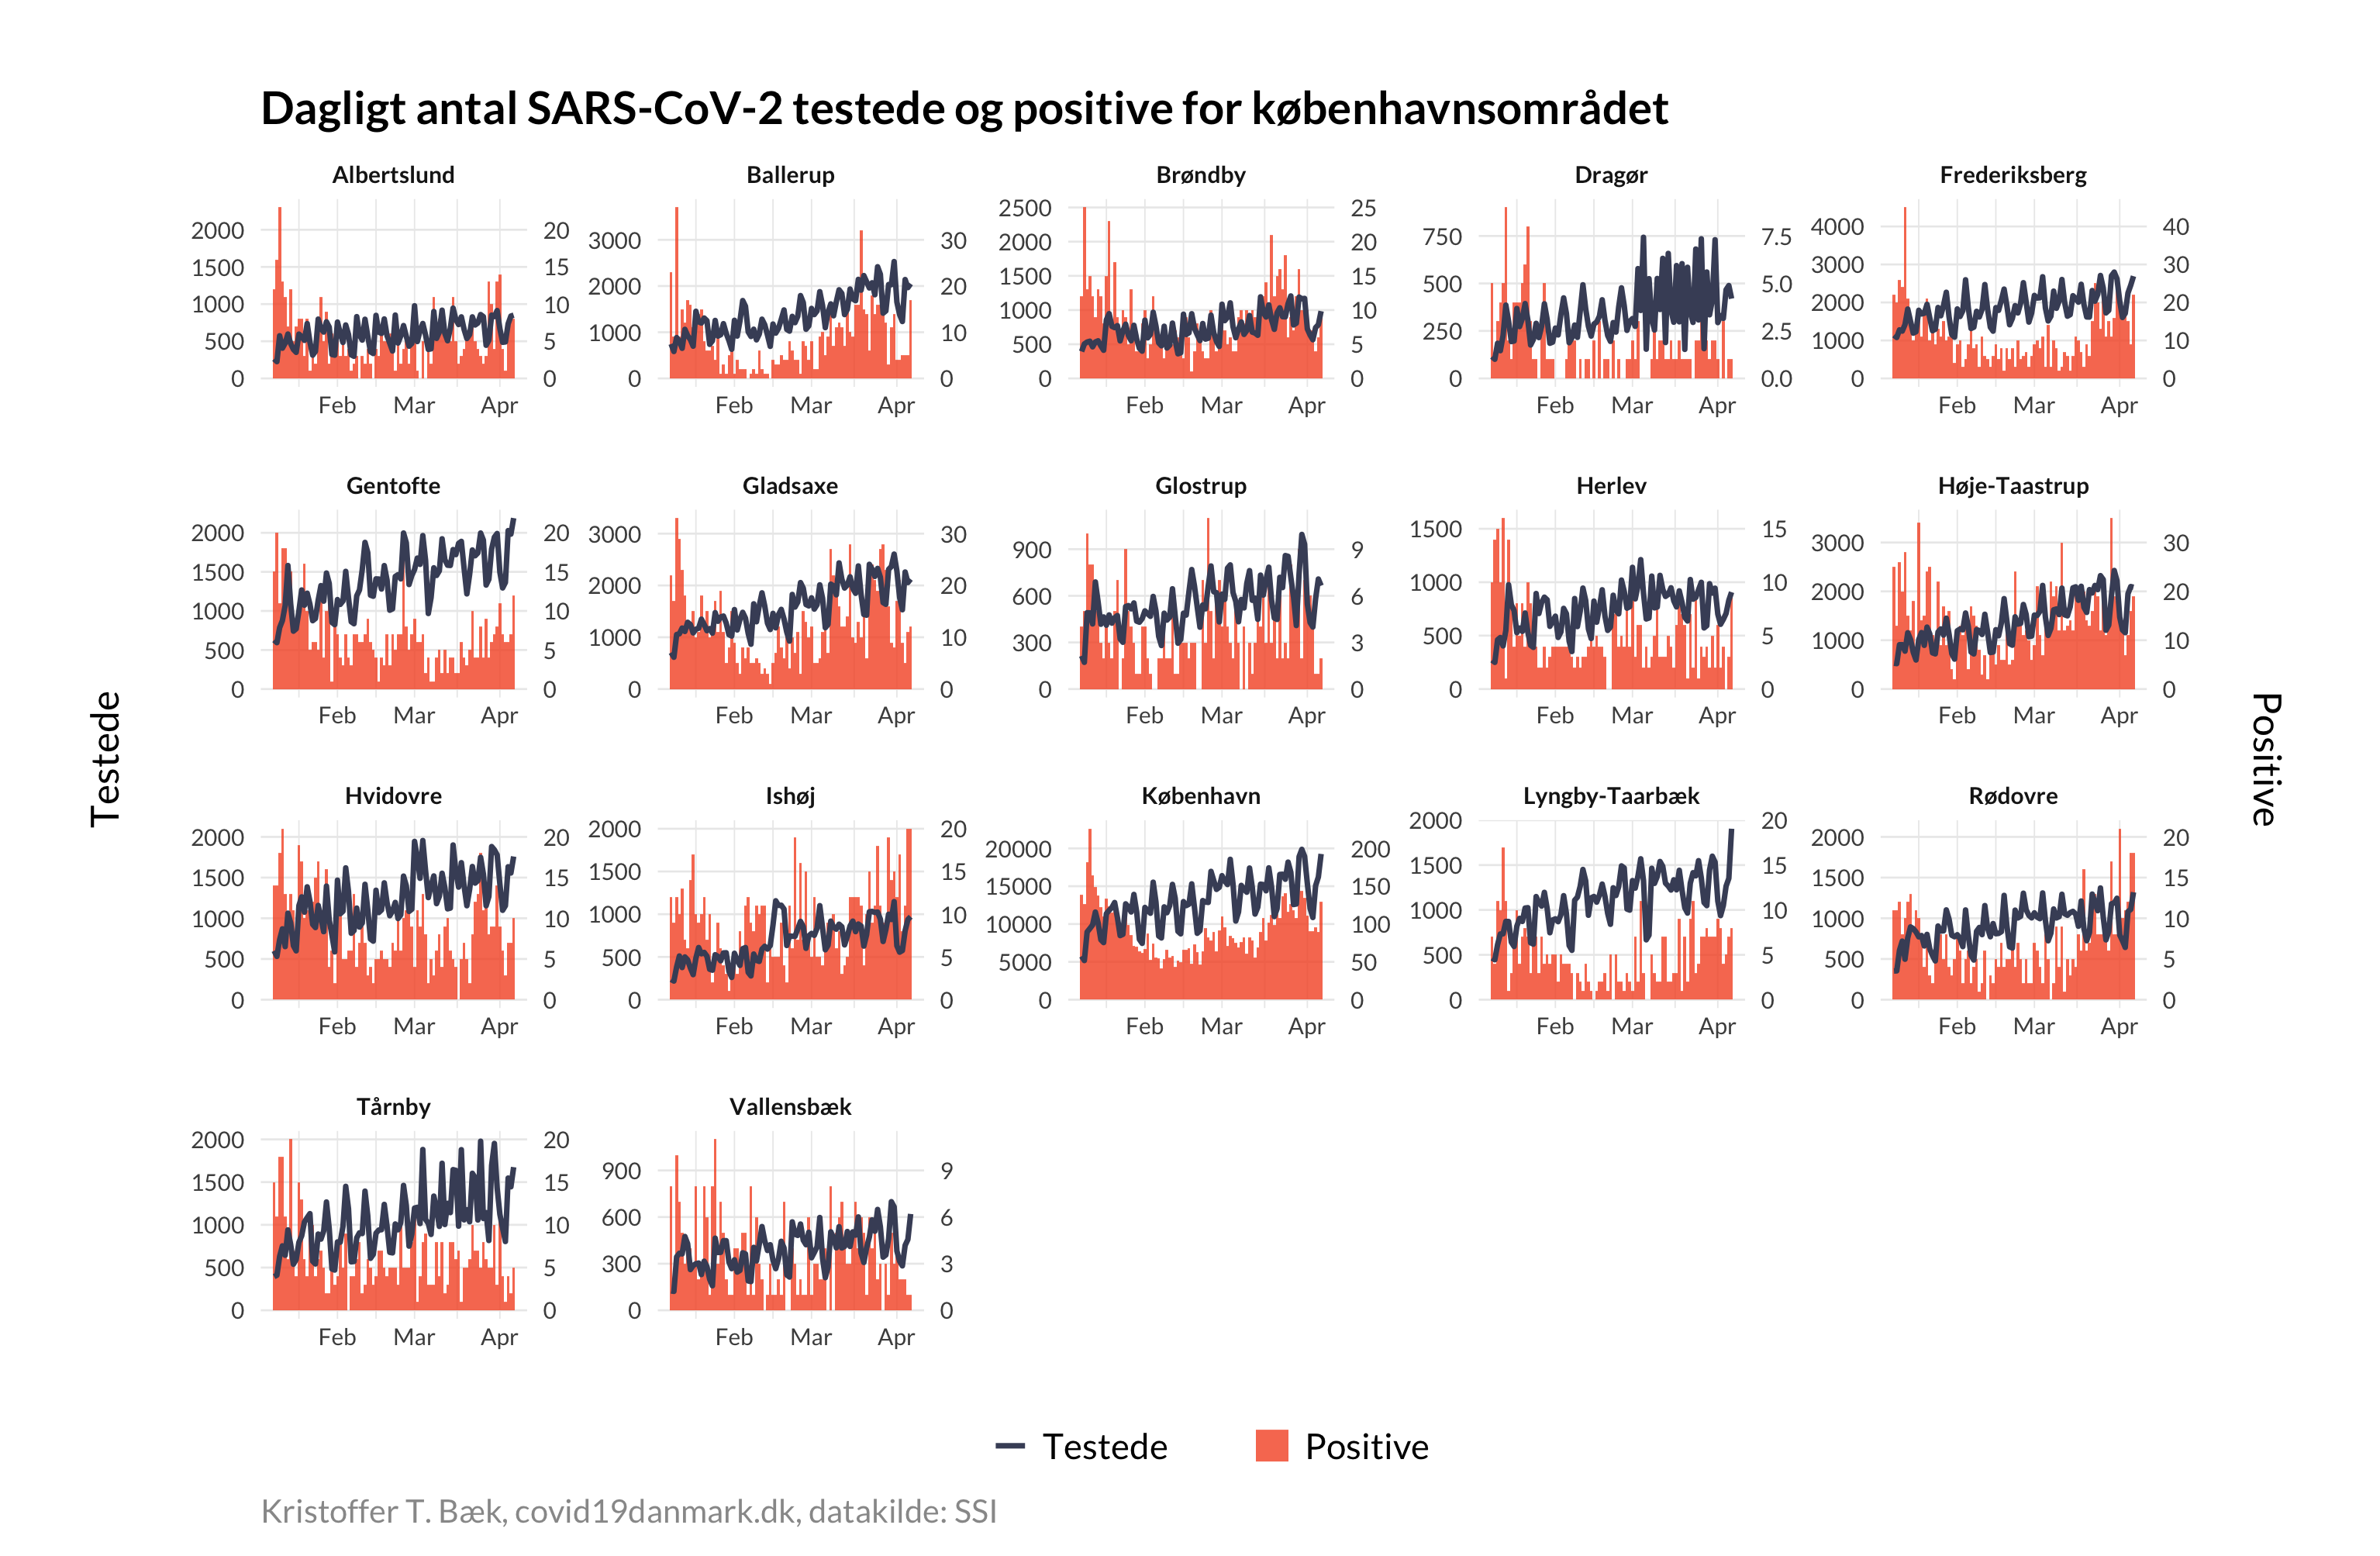 Dagligt antal SARS-CoV-2 testede og positive for københavnsområdet
Albertslund Ballerup Brøndby Dragør Frederiksberg
2000 1500 1000 500 0 20 15 10 5 0
3000 2000 1000 0 30 20 10 0
2500 2000 1500 1000 500 0 25 20 15 10 5 0
750 500 250 0 7.5 5.0 2.5 0.0
4000 3000 2000 1000 0 40 30 20 10 0
Feb Mar Apr Feb Mar Apr Feb Mar Apr Feb Mar Apr Feb Mar Apr
Gentofte Gladsaxe Glostrup Herlev Høje-Taastrup
2000 1500 1000 500 0 20 15 10 5 0
3000 2000 1000 0 30 20 10 0
900 600 300 0 9 6 3 0
1500 1000 500 0 15 10 5 0
3000 2000 1000 0 30 20 10 0
Feb Mar Apr Feb Mar Apr Feb Mar Apr Feb Mar Apr Feb Mar Apr
Testede
Positive
Hvidovre Ishøj København Lyngby-Taarbæk Rødovre
2000 1500 1000 500 0 20 15 10 5 0
2000 1500 1000 500 0 20 15 10 5 0
20000 15000 10000 5000 0 200 150 100 50 0
2000 1500 1000 500 0 20 15 10 5 0
2000 1500 1000 500 0 20 15 10 5 0
Feb Mar Apr Feb Mar Apr Feb Mar Apr Feb Mar Apr Feb Mar Apr
Tårnby Vallensbæk
2000 1500 1000 500 0 20 15 10 5 0
900 600 300 0 9 6 3 0
Feb Mar Apr Feb Mar Apr
Testede Positive
Kristoffer T. Bæk, covid19danmark.dk, datakilde: SSI